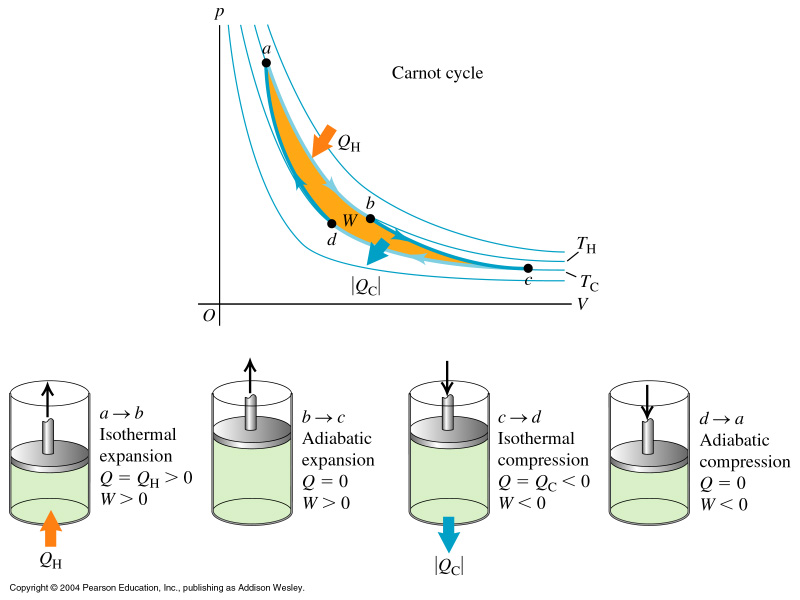 p
a
Carnot cycle
Q_H
b
W
d
T_H
|Q_C|
c
T_C
V
O
a → b
Isothermal
expansion
Q = Q_H > 0
W > 0
Q_H
b → c
Adiabatic
expansion
Q = 0
W > 0
c → d
Isothermal
compression
Q = Q_C < 0
W < 0
|Q_C|
d → a
Adiabatic
compression
Q = 0
W < 0
Copyright © 2004 Pearson Education, Inc., publishing as Addison Wesley.